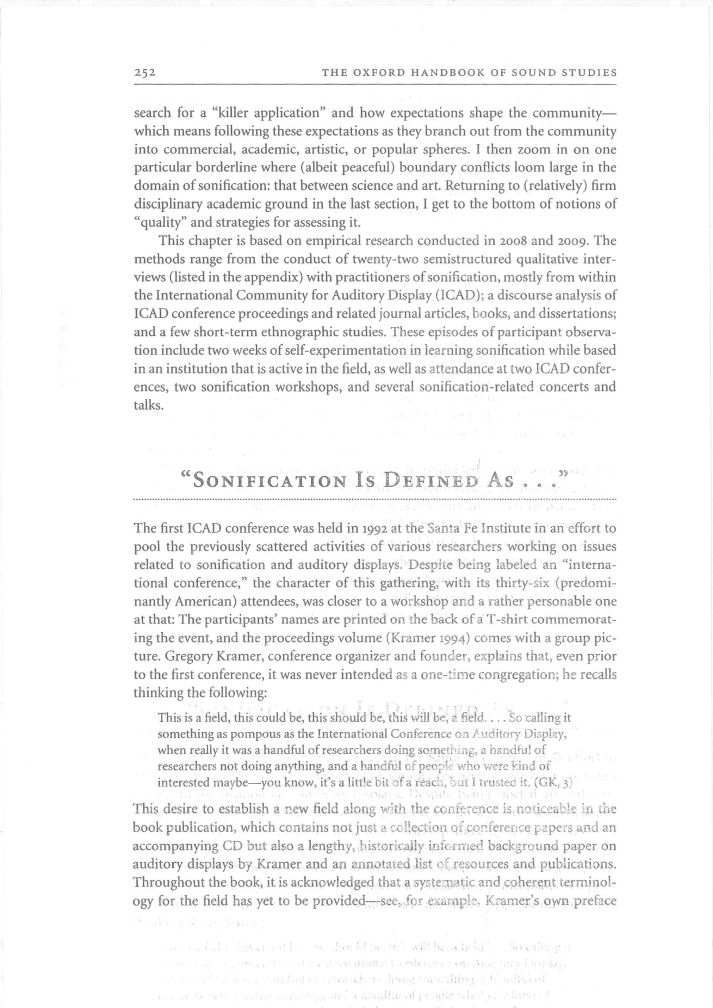 252
THE OXFORD HANDBOOK OF SOUND STUDIES
search for a “killer application” and how expectations shape the community—
which means following these expectations as they branch out from the community
into commercial, academic, artistic, or popular spheres. I then zoom in on one
particular borderline where (albeit peaceful) boundary conflicts loom large in the
domain of sonification: that between science and art. Returning to (relatively) firm
disciplinary academic ground in the last section, I get to the bottom of notions of
“quality” and strategies for assessing it.
This chapter is based on empirical research conducted in 2008 and 2009. The
methods range from the conduct of twenty-two semistructured qualitative inter-
views (listed in the appendix) with practitioners of sonification, mostly from within
the International Community for Auditory Display (ICAD); a discourse analysis of
ICAD conference proceedings and related journal articles, books, and dissertations;
and a few short-term ethnographic studies. These episodes of participant observa-
tion include two weeks of self-experimentation in learning sonification while based
in an institution that is active in the field, as well as attendance at two ICAD confer-
ences, two sonification workshops, and several sonification-related concerts and
talks.
“Sonification Is Defined As . . .”
The first ICAD conference was held in 1992 at the Santa Fe Institute in an effort to
pool the previously scattered activities of various researchers working on issues
related to sonification and auditory displays. Despite being labeled an “interna-
tional conference,” the character of this gathering, with its thirty-six (predomi-
nantly American) attendees, was closer to a workshop and a rather personable one
at that: The participants’ names are printed on the back of a T-shirt commemorat-
ing the event, and the proceedings volume (Kramer 1994) comes with a group pic-
ture. Gregory Kramer, conference organizer and founder, explains that, even prior
to the first conference, it was never intended as a one-time congregation; he recalls
thinking the following:
This is a field, this could be, this should be, this will be, a field. . . . So calling it
something as pompous as the International Conference on Auditory Display,
when really it was a handful of researchers doing something, a handful of
researchers not doing anything, and a handful of people who were kind of
interested maybe—you know, it’s a little bit of a reach, but I trusted it. (GK, 3)
This desire to establish a new field along with the conference is noticeable in the
book publication, which contains not just a collection of conference papers and an
accompanying CD but also a lengthy, historically informed background paper on
auditory displays by Kramer and an annotated list of resources and publications.
Throughout the book, it is acknowledged that a systematic and coherent terminol-
ogy for the field has yet to be provided—see, for example, Kramer’s own preface